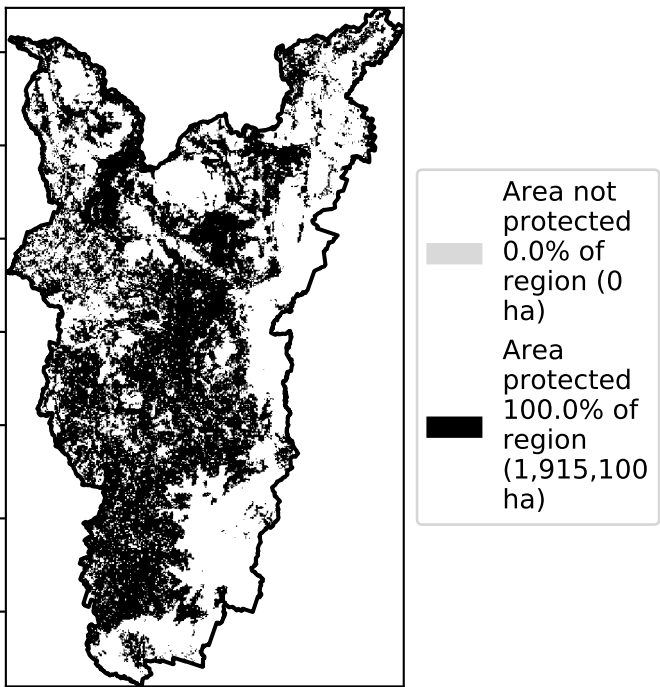 Area not
protected
0.0% of
region (0
ha)
Area
protected
100.0% of
region
(1,915,100
ha)